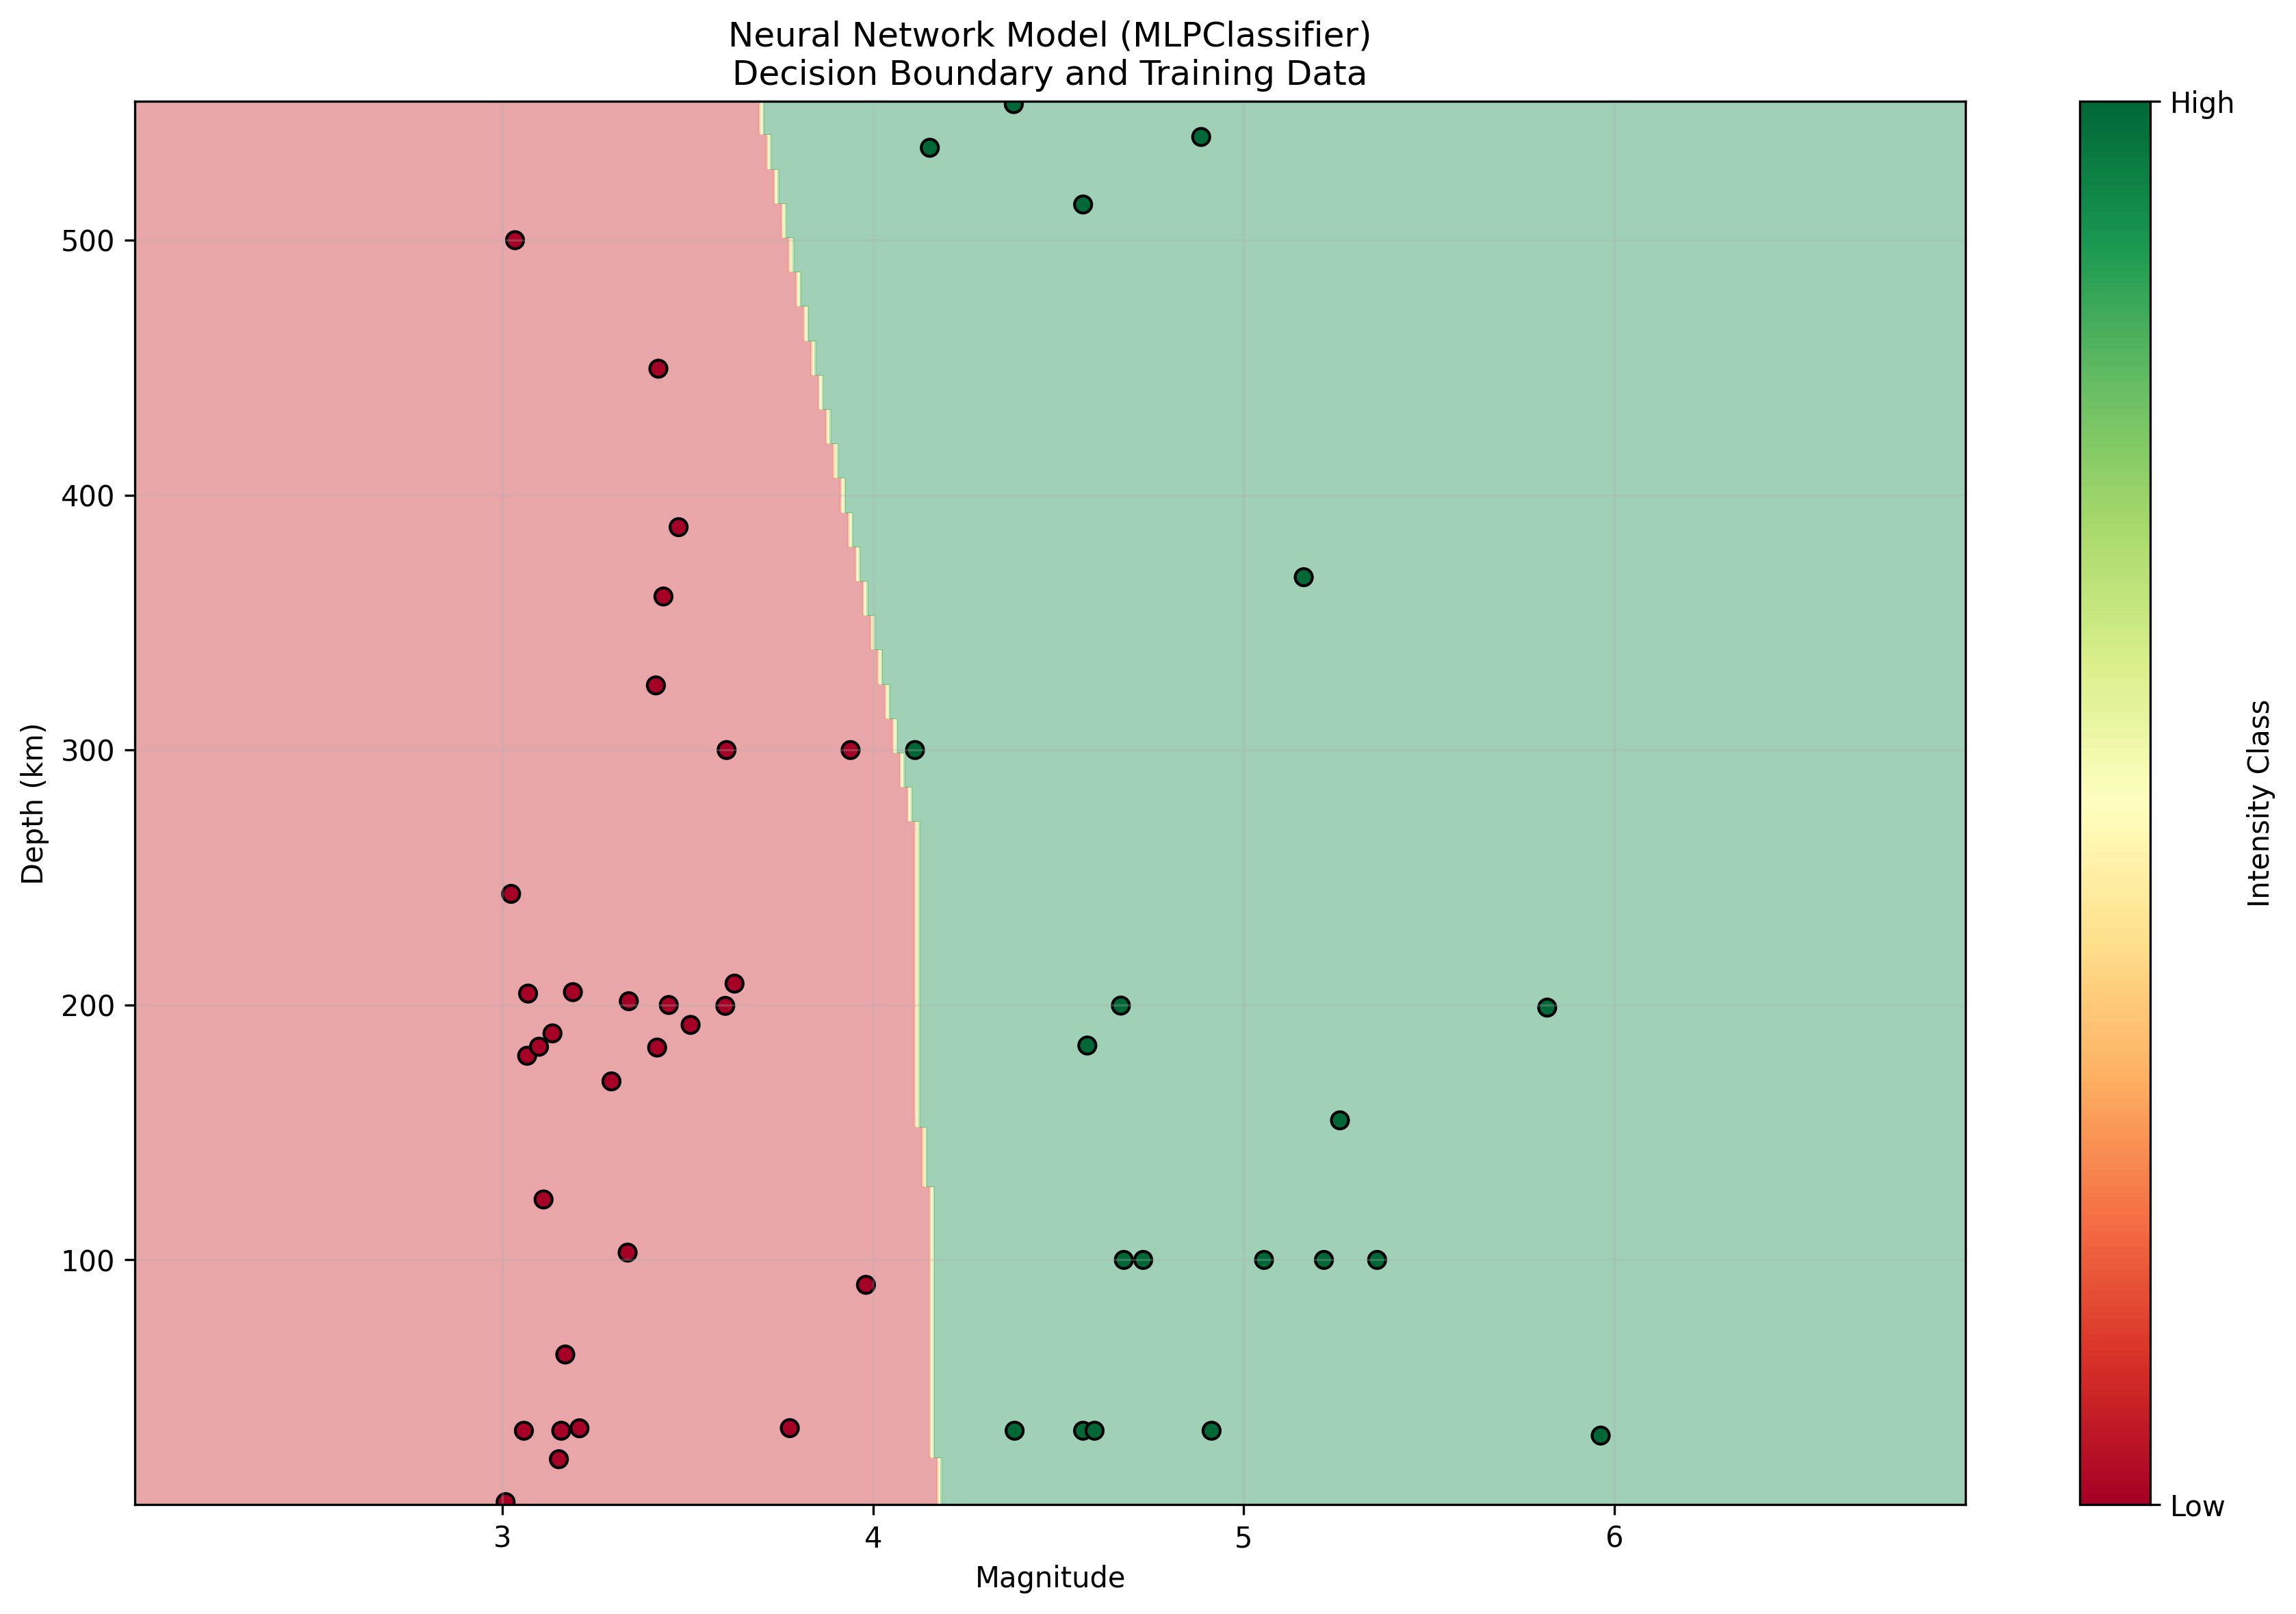 Neural Network Model (MLPClassifier)
Decision Boundary and Training Data
High
500
400
300
200
100
Depth (km)
Intensity Class
Low
3
4
5
6
Magnitude